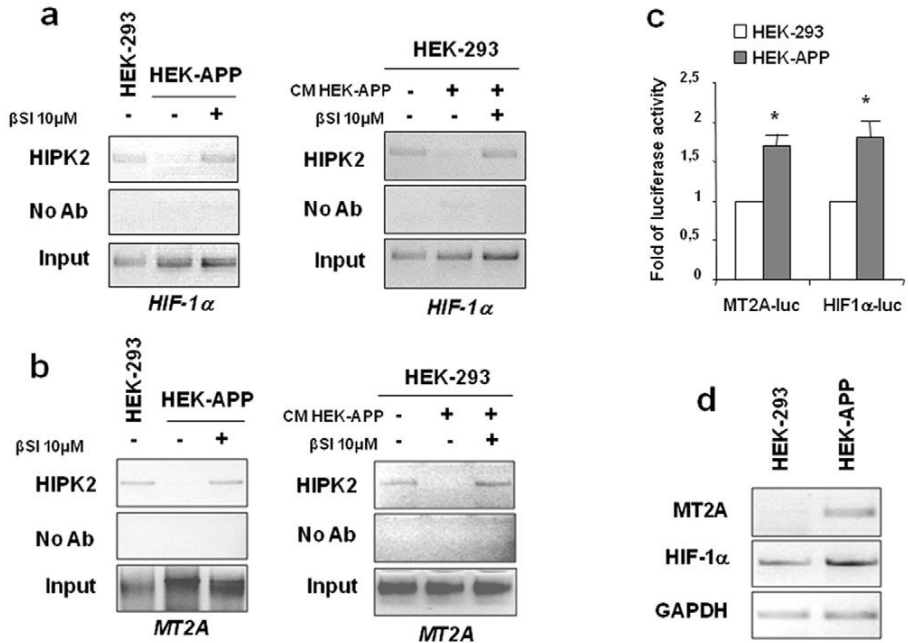 a
HEK-293
HEK-APP
βSI 10µM - - +
HIPK2
No Ab
Input
HIF-1α
HEK-293
CM HEK-APP - + +
βSI 10µM - - +
HIPK2
No Ab
Input
HIF-1α
b
HEK-293
HEK-APP
βSI 10µM - - +
HIPK2
No Ab
Input
MT2A
HEK-293
CM HEK-APP - + +
βSI 10µM - - +
HIPK2
No Ab
Input
MT2A
c
HEK-293
HEK-APP
Fold of luciferase activity
2,5
2
1,5
1
0,5
0
* *
MT2A-luc HIF1α-luc
d
HEK-293 HEK-APP
MT2A
HIF-1α
GAPDH